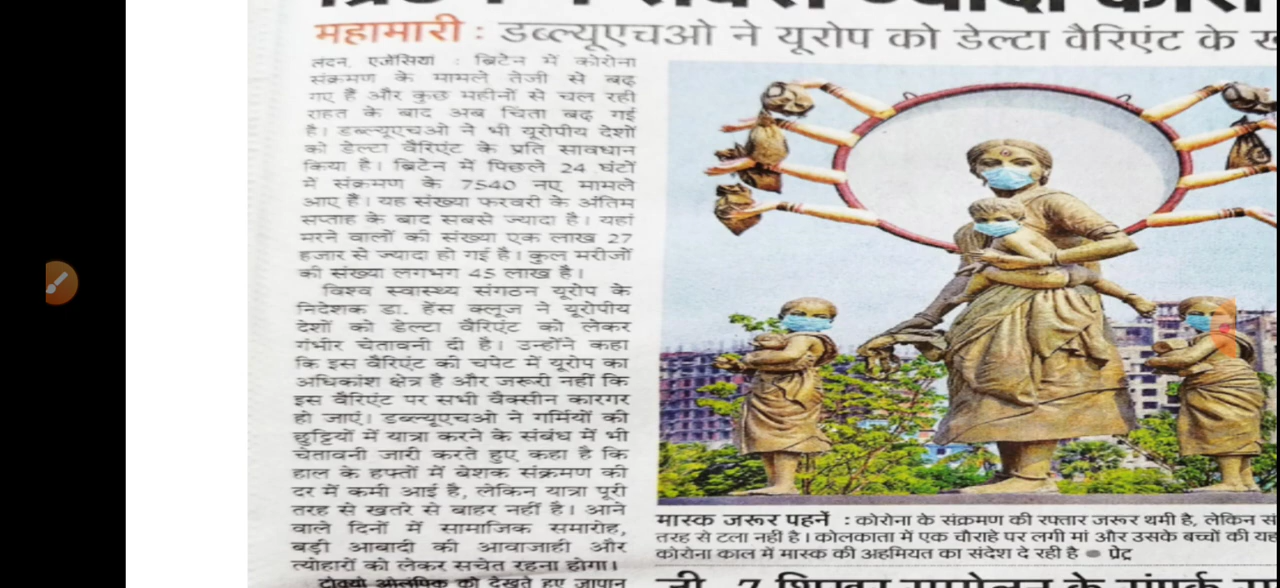 महामारी : डब्ल्यूएचओ ने यूरोप को डेल्टा वैरिएंट के
लंदन, एजेंसियां : ब्रिटेन में कोरोना
संक्रमण के मामले तेजी से बढ़
गए हैं और कुछ महीनों से चल रही
राहत के बाद अब चिंता बढ़ गई
है। डब्ल्यूएचओ ने भी यूरोपीय देशों
को डेल्टा वैरिएंट के प्रति सावधान
किया है। ब्रिटेन में पिछले 24 घंटों
में संक्रमण के 7540 नए मामले
आए हैं। यह संख्या फरवरी के अंतिम
सप्ताह के बाद सबसे ज्यादा है। यहां
मरने वालों की संख्या एक लाख 27
हजार से ज्यादा हो गई है। कुल मरीजों
की संख्या लगभग 45 लाख है।
विश्व स्वास्थ्य संगठन यूरोप के
निदेशक डा. हेंस क्लूज ने यूरोपीय
देशों को डेल्टा वैरिएंट को लेकर
गंभीर चेतावनी दी है। उन्होंने कहा
कि इस वैरिएंट की चपेट में यूरोप का
अधिकांश क्षेत्र है और जरूरी नहीं कि
इस वैरिएंट पर सभी वैक्सीन कारगर
हो जाएं। डब्ल्यूएचओ ने गर्मियों की
छुट्टियों में यात्रा करने के संबंध में भी
चेतावनी जारी करते हुए कहा है कि
हाल के हफ्तों में बेशक संक्रमण की
दर में कमी आई है, लेकिन यात्रा पूरी
तरह से खतरे से बाहर नहीं है। आने
वाले दिनों में सामाजिक समारोह,
बड़ी आबादी की आवाजाही और
त्योहारों को लेकर सचेत रहना होगा।
टोक्यो ओलंपिक को देखते हुए जापान
मास्क जरूर पहनें : कोरोना के संक्रमण की रफ्तार जरूर थमी है, लेकिन
तरह से टला नहीं है। कोलकाता में एक चौराहे पर लगी मां और उसके बच्चों की
कोरोना काल में मास्क की अहमियत का संदेश दे रही है ● प्रेट्र